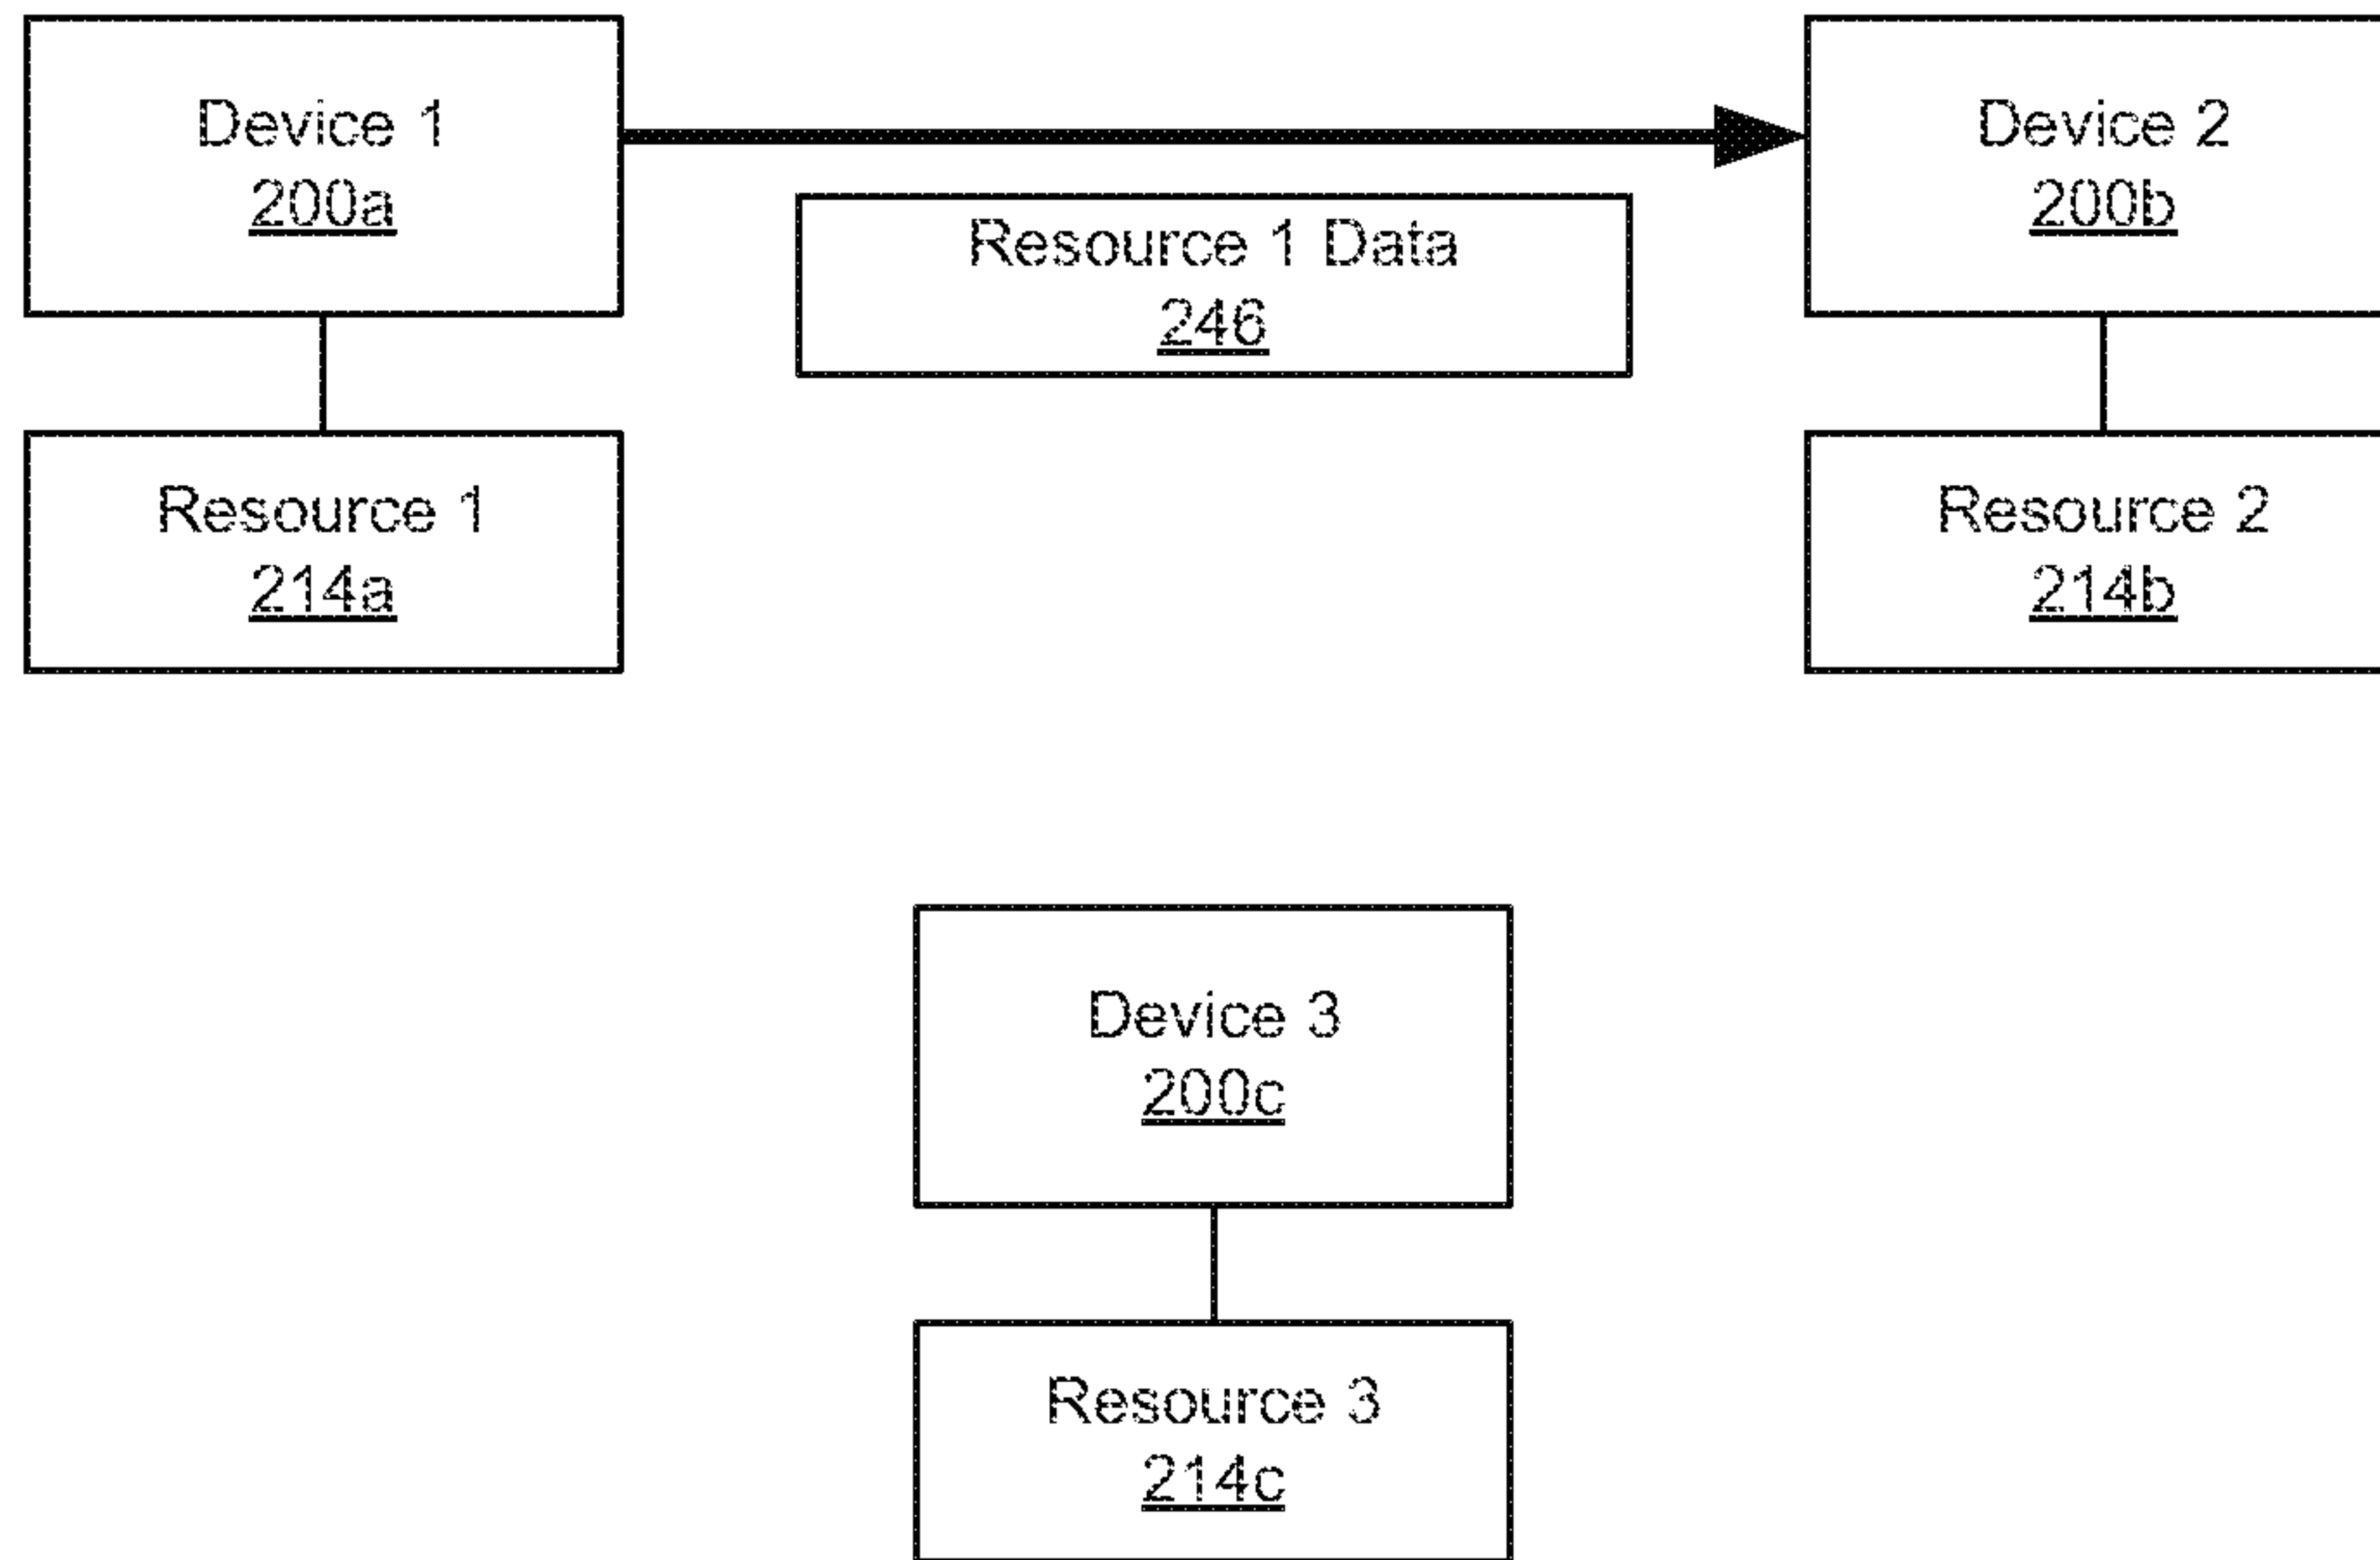 Device 1
200a
Device 2
200b
Resource 1 Data
246
Resource 1
214a
Resource 2
214b
Device 3
200c
Resource 3
214c